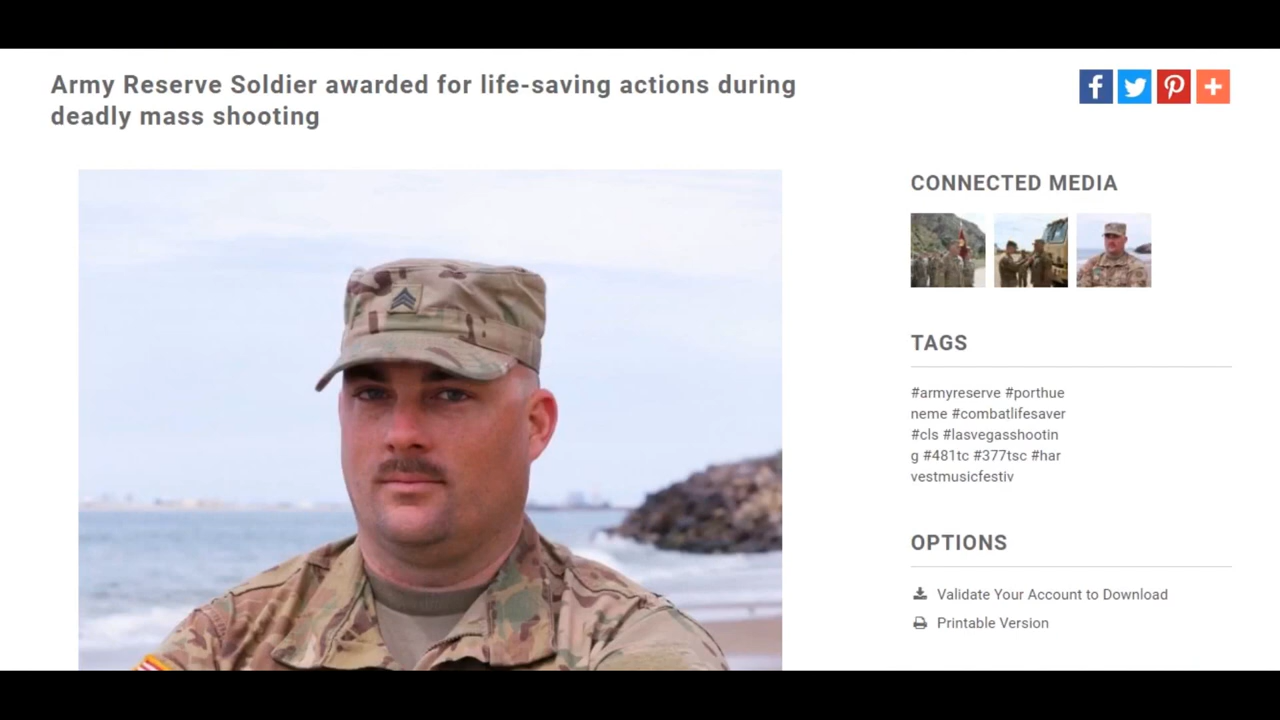 Army Reserve Soldier awarded for life-saving actions during
deadly mass shooting
CONNECTED MEDIA
TAGS
#armyreserve #porthue
neme #combatlifesaver
#cls #lasvegasshootin
g #481tc #377tsc #har
vestmusicfestiv
OPTIONS
Validate Your Account to Download
Printable Version